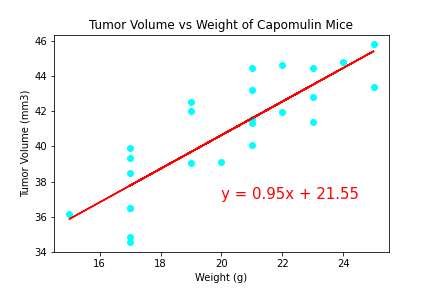 Tumor Volume vs Weight of Capomulin Mice
46
44
42
40
38
36
34
Tumor Volume (mm3)
y = 0.95x + 21.55
16 18 20 22 24
Weight (g)